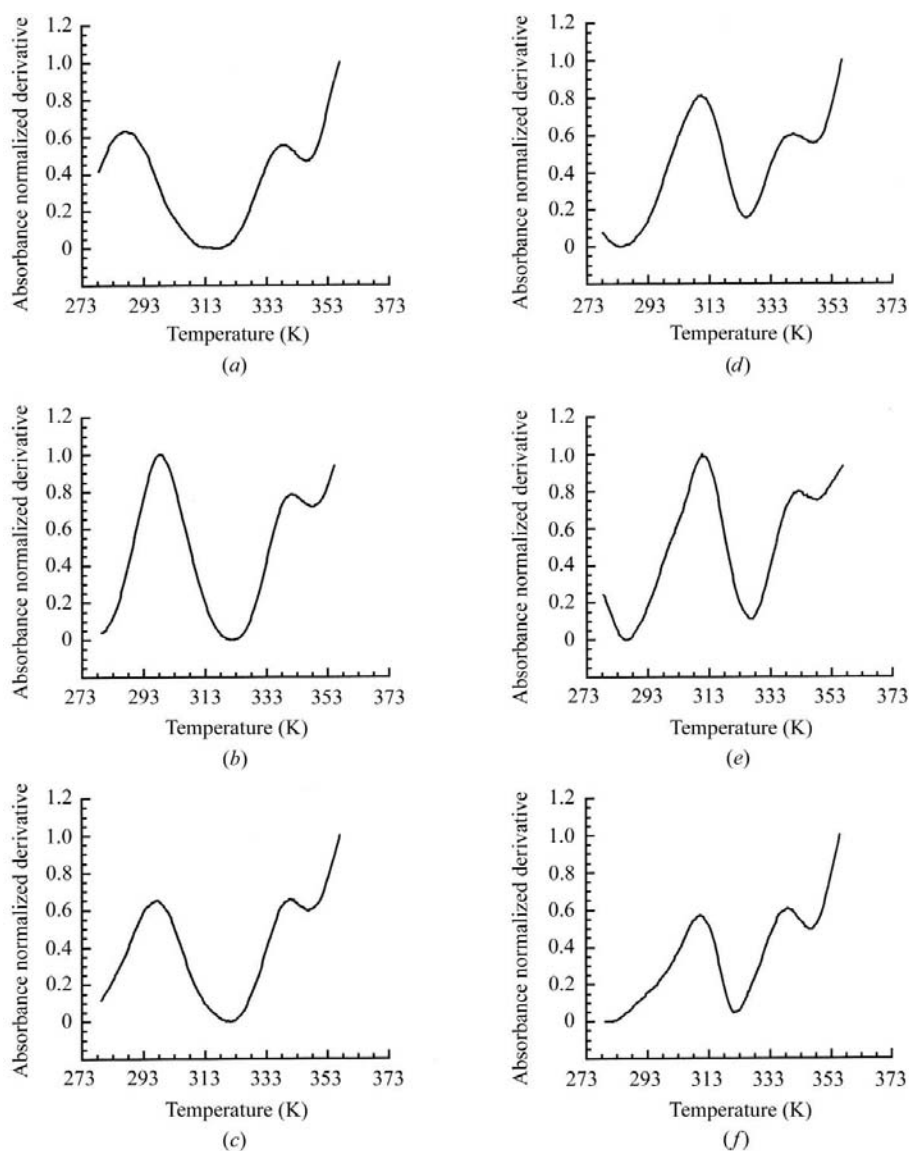 Absorbance normalized derivative
1.2
1.0
0.8
0.6
0.4
0.2
0
273 293 313 333 353 373
Temperature (K)
(a)
Absorbance normalized derivative
1.2
1.0
0.8
0.6
0.4
0.2
0
273 293 313 333 353 373
Temperature (K)
(b)
Absorbance normalized derivative
1.2
1.0
0.8
0.6
0.4
0.2
0
273 293 313 333 353 373
Temperature (K)
(c)
Absorbance normalized derivative
1.2
1.0
0.8
0.6
0.4
0.2
0
273 293 313 333 353 373
Temperature (K)
(d)
Absorbance normalized derivative
1.2
1.0
0.8
0.6
0.4
0.2
0
273 293 313 333 353 373
Temperature (K)
(e)
Absorbance normalized derivative
1.2
1.0
0.8
0.6
0.4
0.2
0
273 293 313 333 353 373
Temperature (K)
(f)